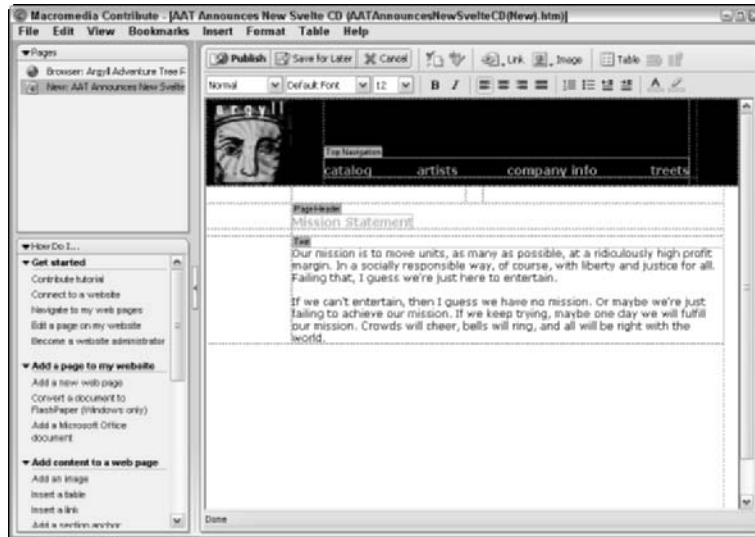 Macromedia Contribute - [AAT Announces New Svelte CD (AATAnnouncesNewSvelteCD(New).htm)]
File Edit View Bookmarks Insert Format Table Help
Pages
Browser: Argyll Adventure Tree F
New: AAT Announces New Svelte
Publish Save for Later Cancel Link Image Table
Normal Default Font 12 B I
argyll
Top Navigation
catalog artists company info treets
PageHeader
Mission Statement
Text
Our mission is to move units, as many as possible, at a ridiculously high profit
margin. In a socially responsible way, of course, with liberty and justice for all.
Failing that, I guess we're just here to entertain.
If we can't entertain, then I guess we have no mission. Or maybe we're just
failing to achieve our mission. If we keep trying, maybe one day we will fulfill
our mission. Crowds will cheer, bells will ring, and all will be right with the
world.
How Do I...
Get started
Contribute tutorial
Connect to a website
Navigate to my web pages
Edit a page on my website
Become a website administrator
Add a page to my website
Add a new web page
Convert a document to
FlashPaper (Windows only)
Add a Microsoft Office
document
Add content to a web page
Add an image
Insert a table
Insert a link
Add a section anchor
Done